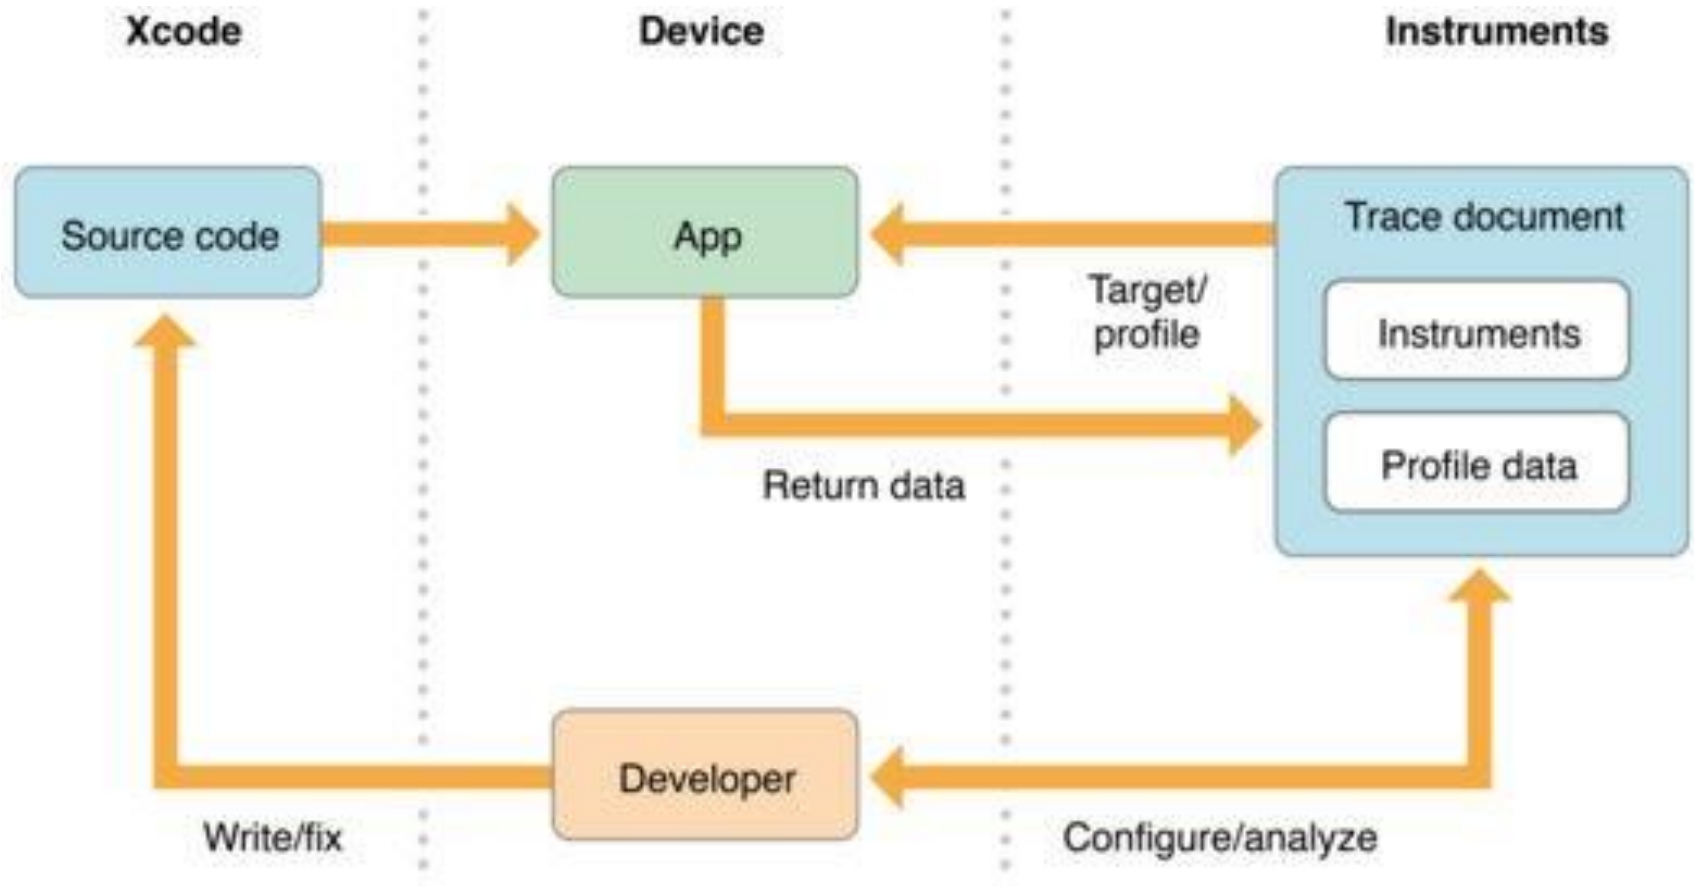 Xcode
Device
Instruments
Source code
App
Trace document
Target/
profile
Instruments
Return data
Profile data
Developer
Write/fix
Configure/analyze